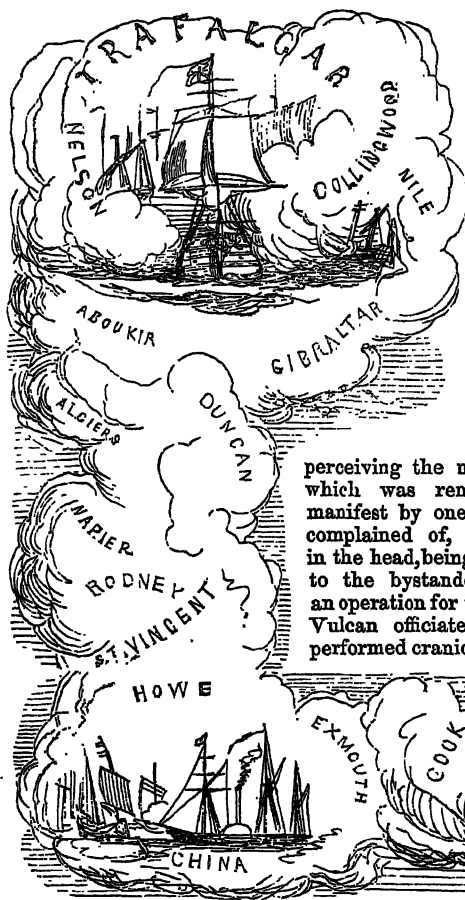 TRAFALGAR
NELSON
COLLINGWOOD
NILE
ABOUKIR
GIBRALTAR
ALGIERS
DUNCAN
perceiving the
which was ren
manifest by one
complained of,
in the head, being
to the bystande
an operation for
Vulcan officiate
performed cranio
NAPIER
RODNEY
ST. VINCENT
HOWE
EXMOUTH
COOK
CHINA